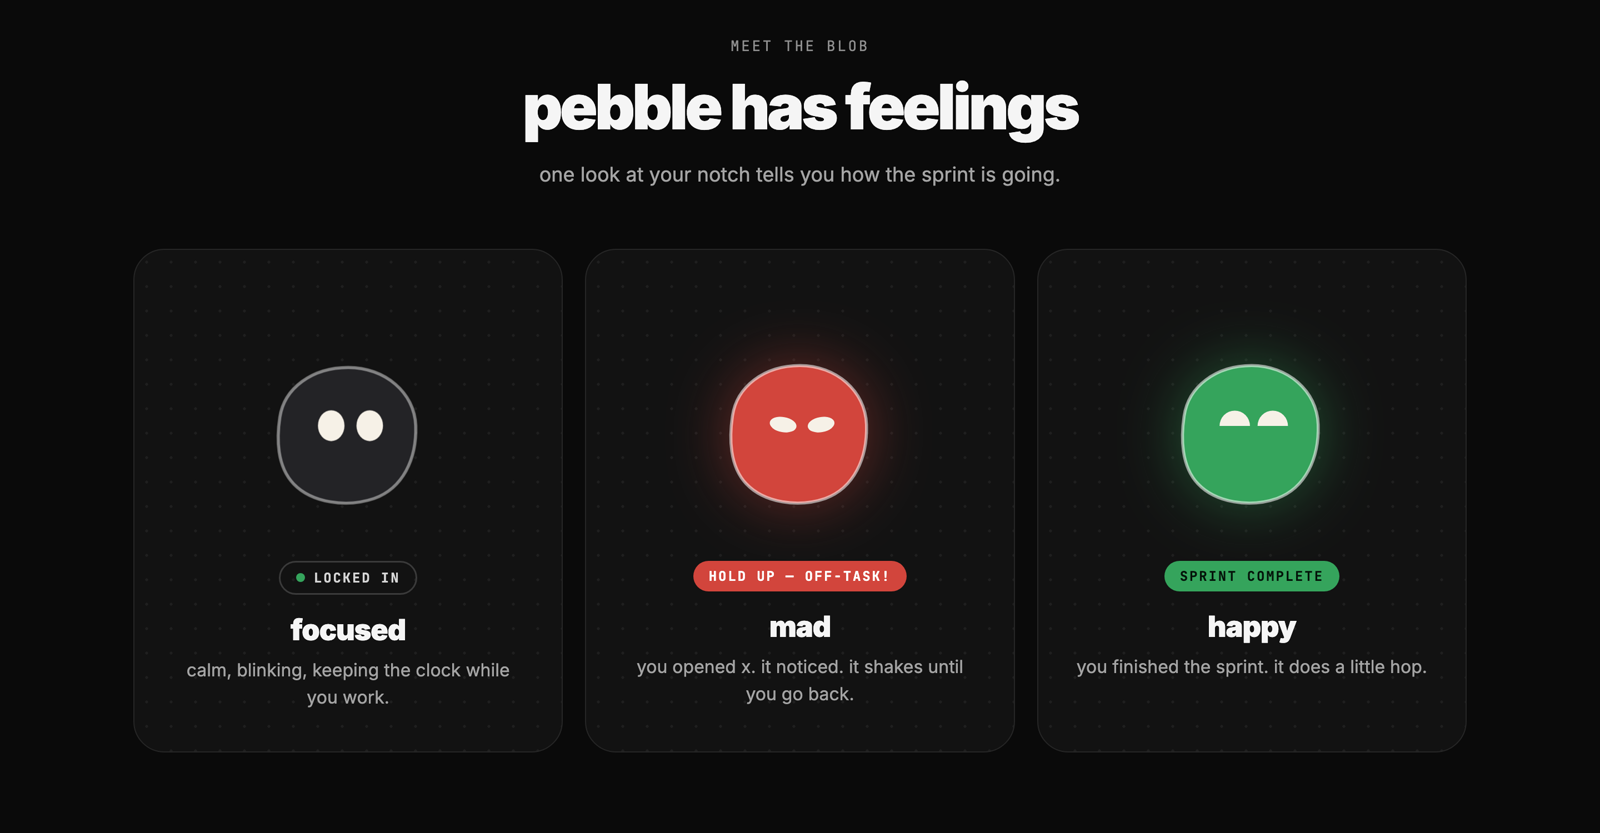 MEET THE BLOB
pebble has feelings
one look at your notch tells you how the sprint is going.
LOCKED IN
focused
calm, blinking, keeping the clock while
you work.
HOLD UP — OFF-TASK!
mad
you opened x. it noticed. it shakes until
you go back.
SPRINT COMPLETE
happy
you finished the sprint. it does a little hop.